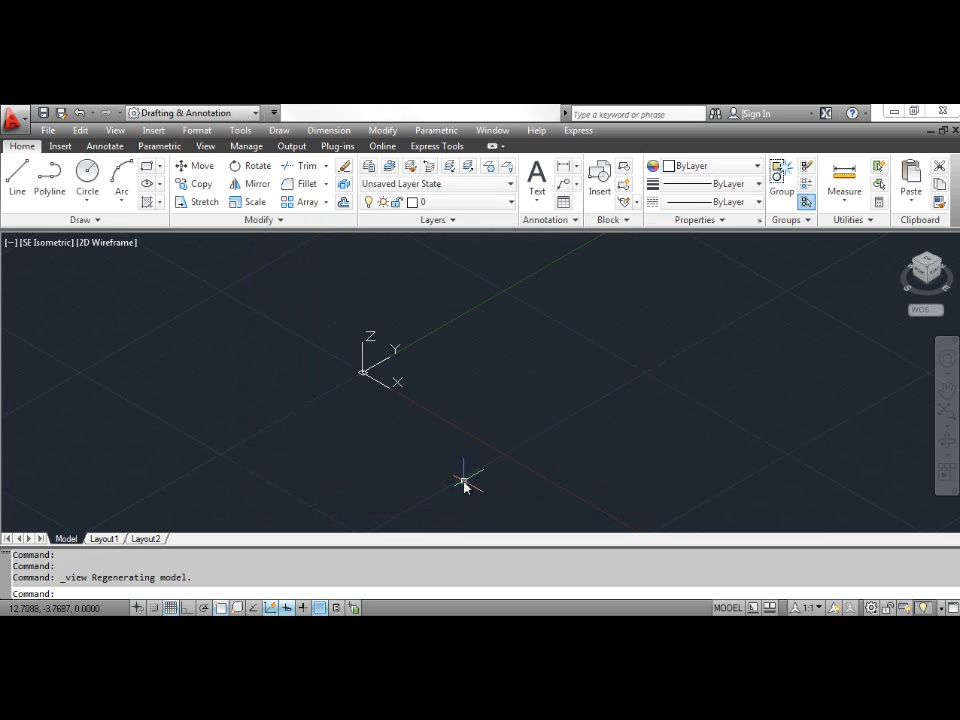 Drafting & Annotation Type a keyword or phrase Sign In
File Edit View Insert Format Tools Draw Dimension Modify Parametric Window Help Express
Home Insert Annotate Parametric View Manage Output Plug-ins Online Express Tools
Line Polyline Circle Arc Move Rotate Trim Text Insert ByLayer Group Measure Paste
Copy Mirror Fillet Unsaved Layer State ByLayer
Stretch Scale Array 0 ByLayer
Draw Modify Layers Annotation Block Properties Groups Utilities Clipboard
[−] [SE Isometric] [2D Wireframe]
S E
WCS
Z
Y
X
Model Layout1 Layout2
Command:
Command:
Command: _view Regenerating model.
Command:
12.7088, -3.7687, 0.0000 MODEL 1:1